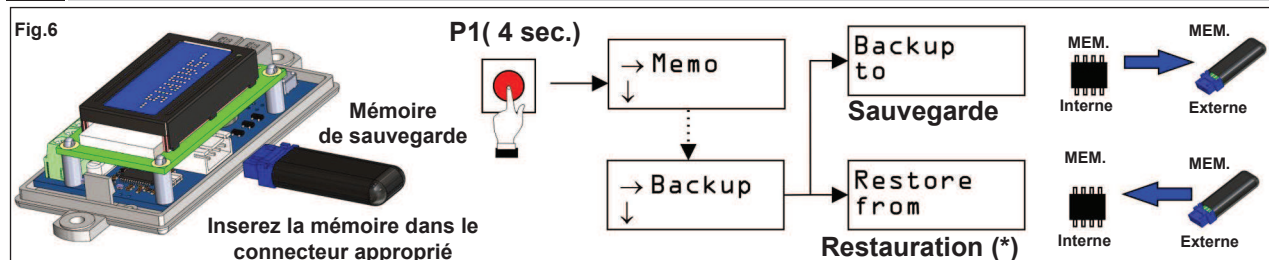 Fig.6
Mémoire
de sauvegarde
Inserez la mémoire dans le
connecteur approprié
P1( 4 sec.)
→ Memo
↓
→ Backup
↓
Backup
to
Sauvegarde
Restore
from
Restauration (*)
MEM.
Interne
MEM.
Externe
MEM.
Interne
MEM.
Externe